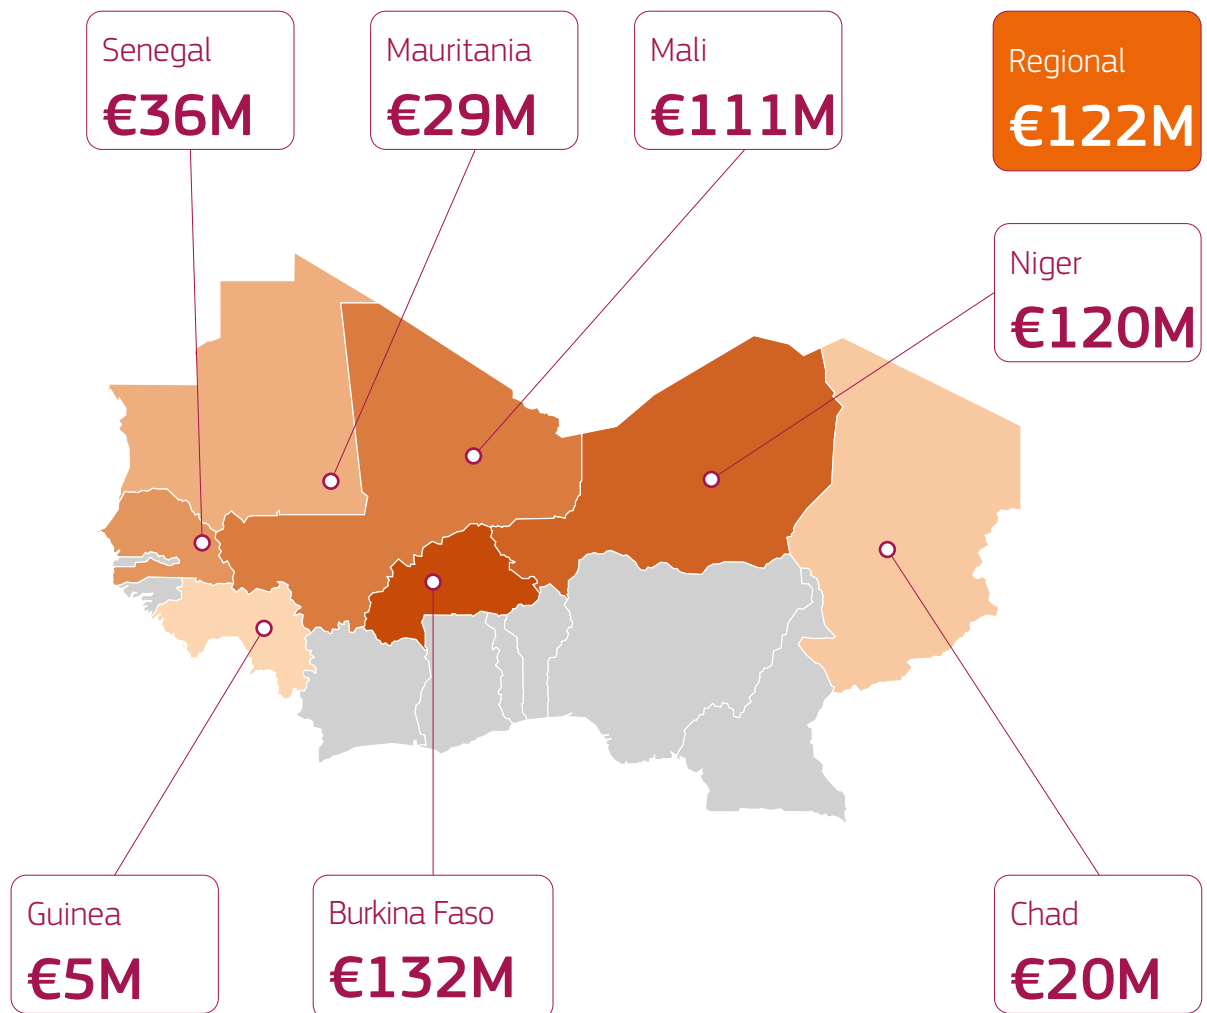 Senegal
€36M
Mauritania
€29M
Mali
€111M
Regional
€122M
Niger
€120M
Guinea
€5M
Burkina Faso
€132M
Chad
€20M